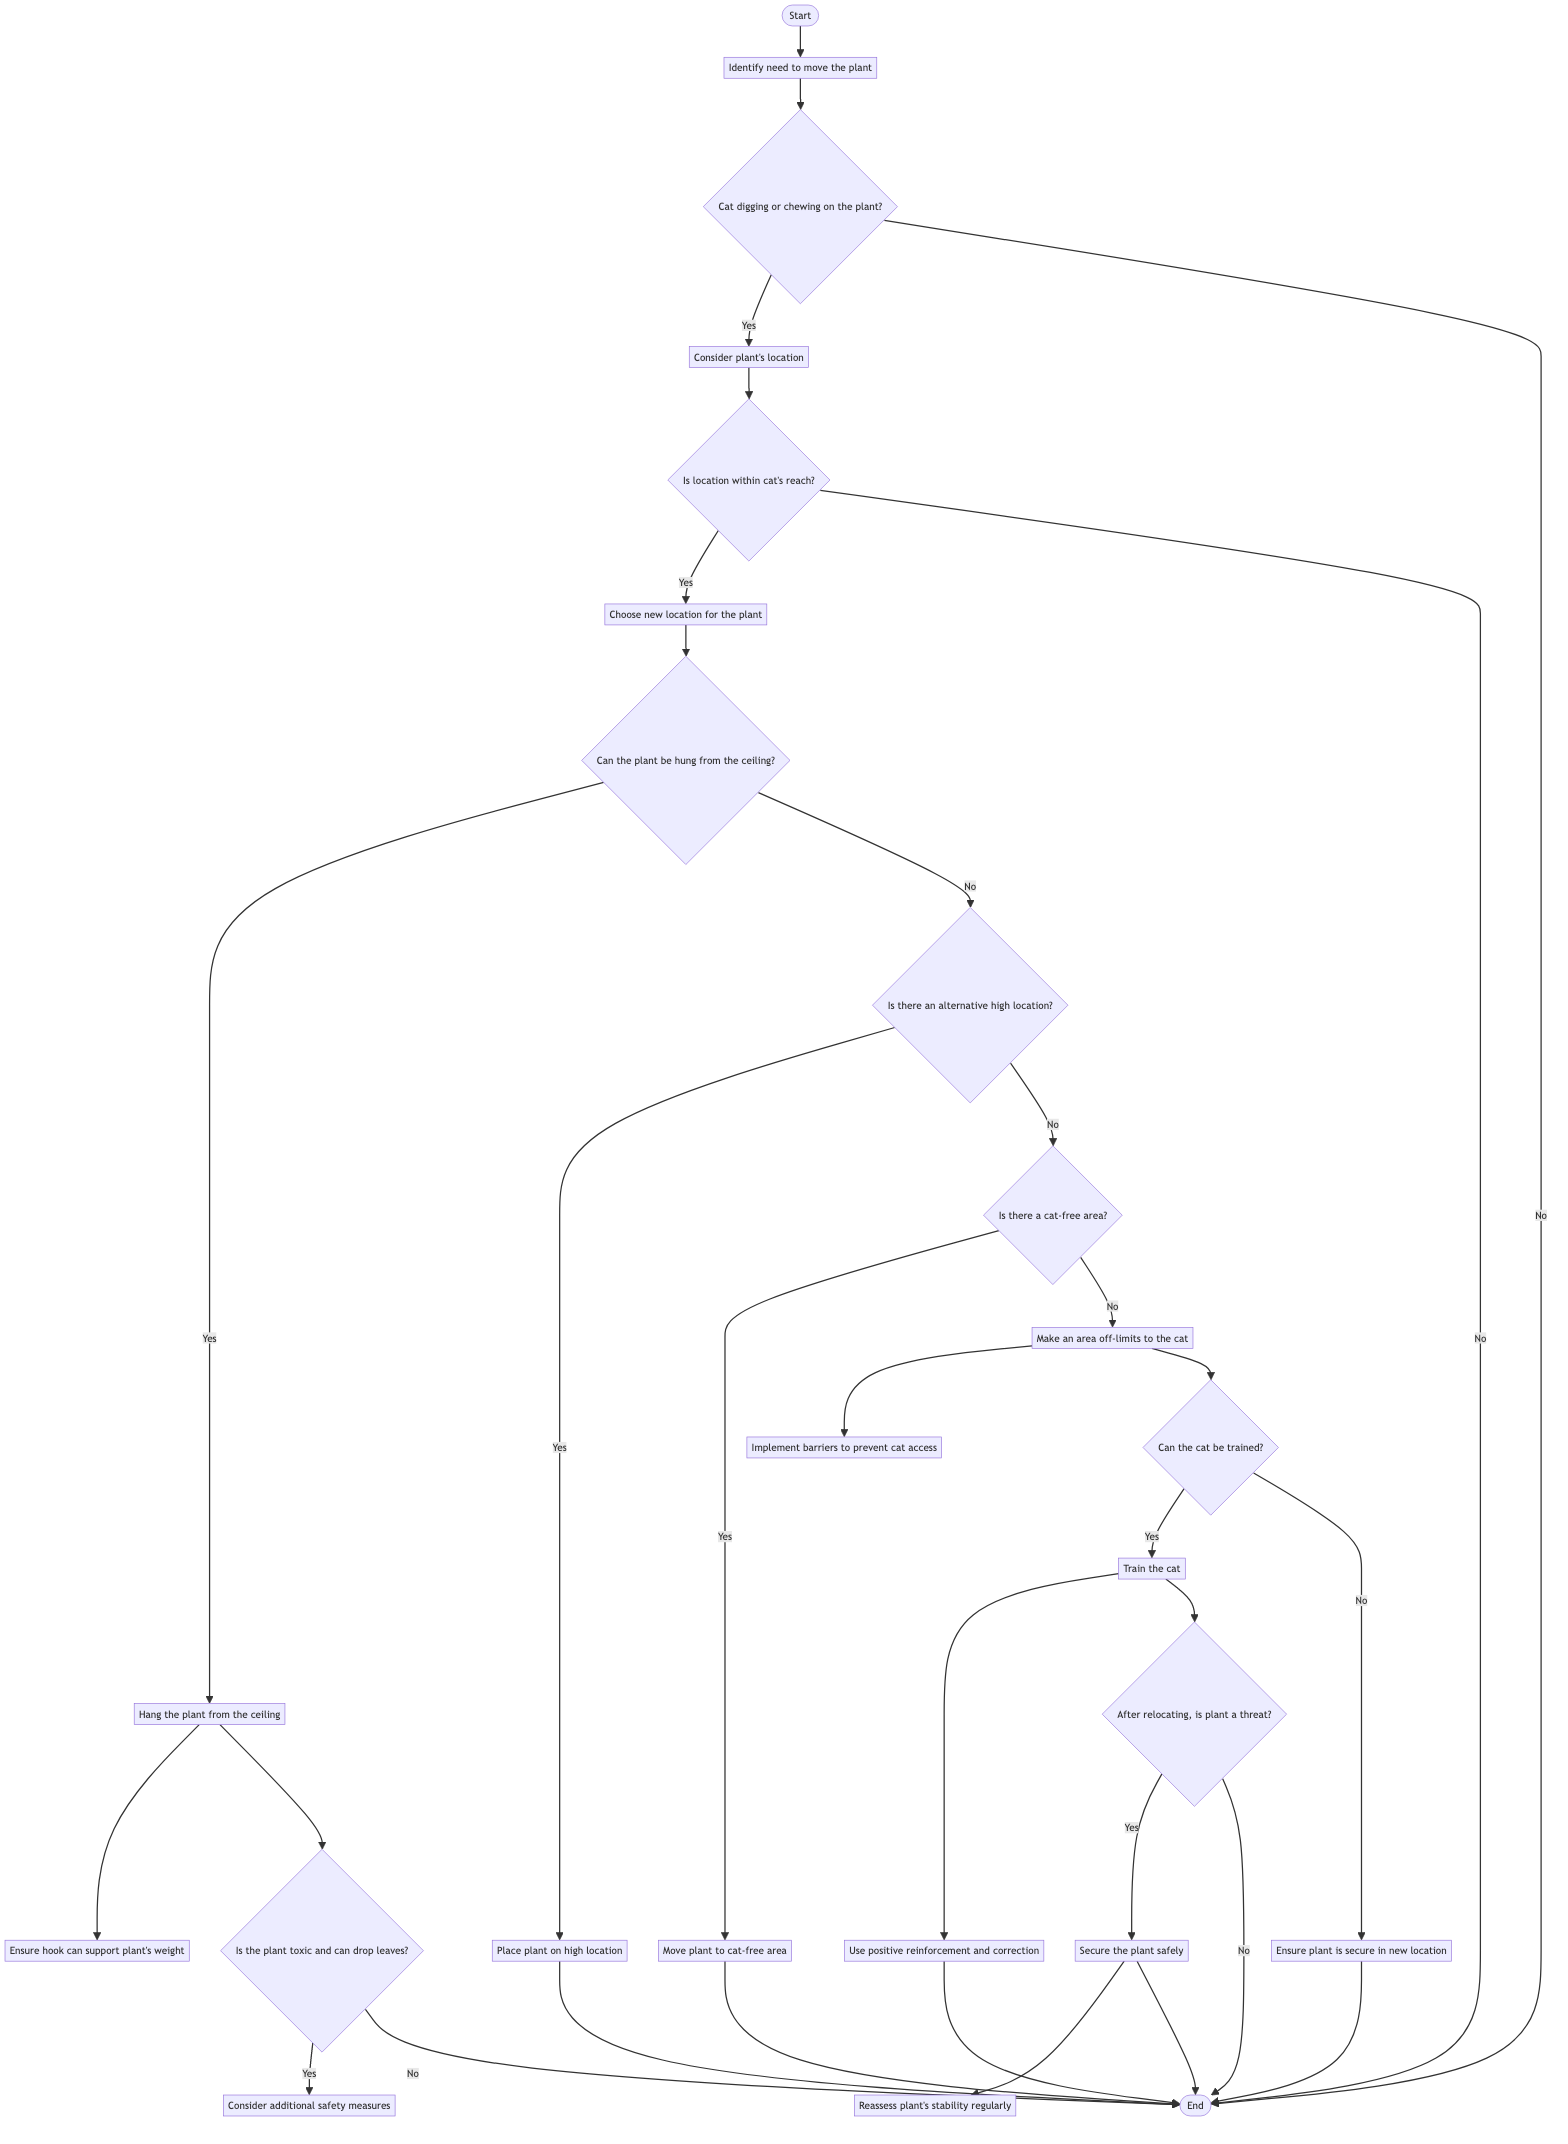 Start
Identify need to move the plant
Cat digging or chewing on the plant?
Yes
Consider plant's location
Is location within cat's reach?
Yes
Choose new location for the plant
Can the plant be hung from the ceiling?
No
Is there an alternative high location?
No
Is there a cat-free area?
No
No
Make an area off-limits to the cat
Yes
No
Implement barriers to prevent cat access
Yes
Can the cat be trained?
Yes
Yes
Train the cat
No
After relocating, is plant a threat?
Hang the plant from the ceiling
Yes
Ensure hook can support plant's weight
Is the plant toxic and can drop leaves?
Place plant on high location
Move plant to cat-free area
Use positive reinforcement and correction
Secure the plant safely
No
Ensure plant is secure in new location
Yes
No
Consider additional safety measures
Reassess plant's stability regularly
End